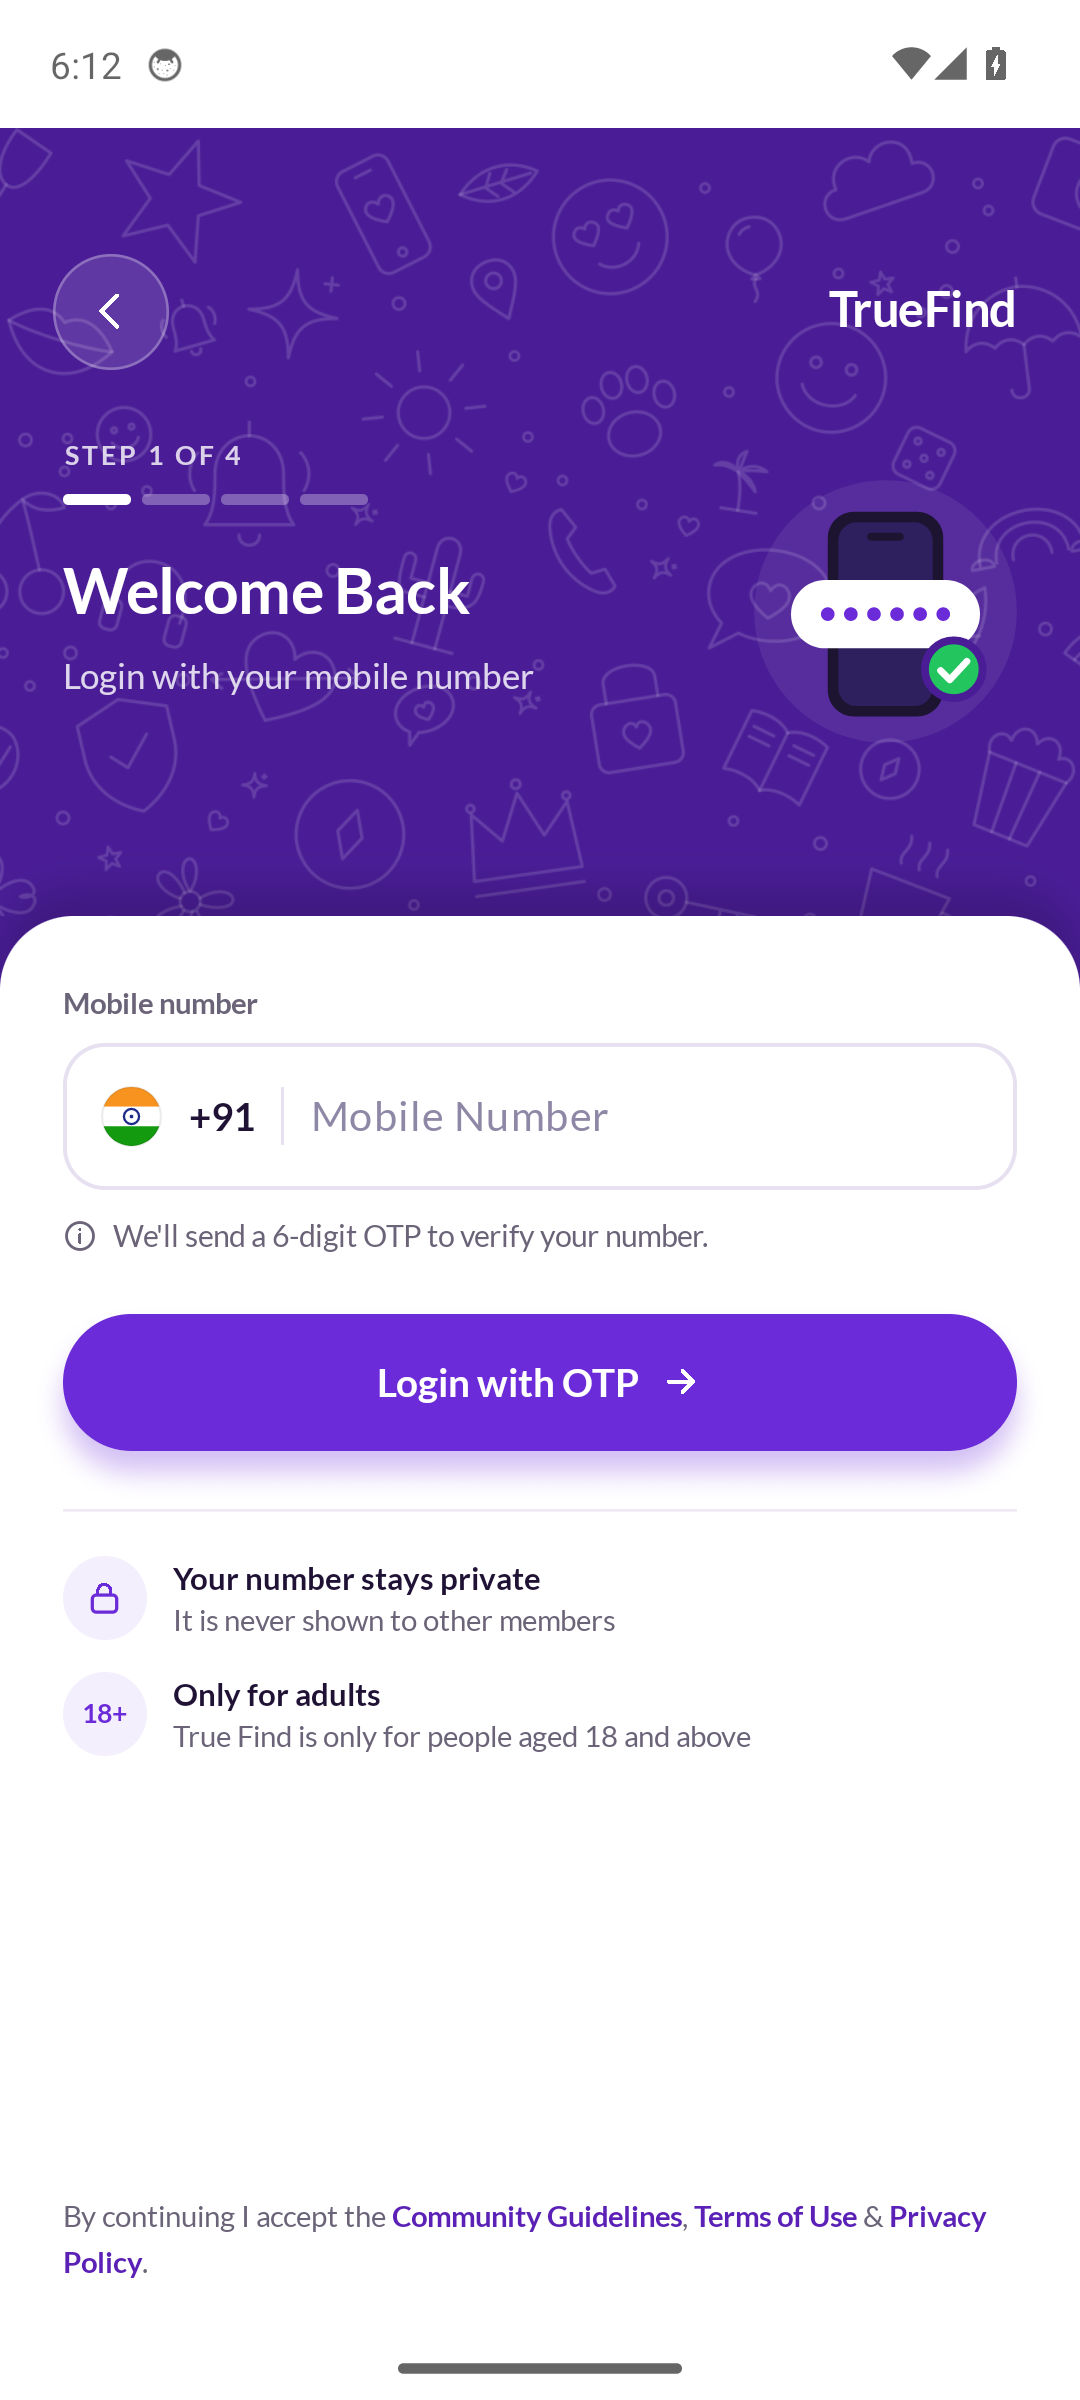 6:12
TrueFind
STEP 1 OF 4
Welcome Back
Login with your mobile number
Mobile number
+91 Mobile Number
We'll send a 6-digit OTP to verify your number.
Login with OTP
Your number stays private
It is never shown to other members
18+
Only for adults
True Find is only for people aged 18 and above
By continuing I accept the Community Guidelines, Terms of Use & Privacy
Policy.